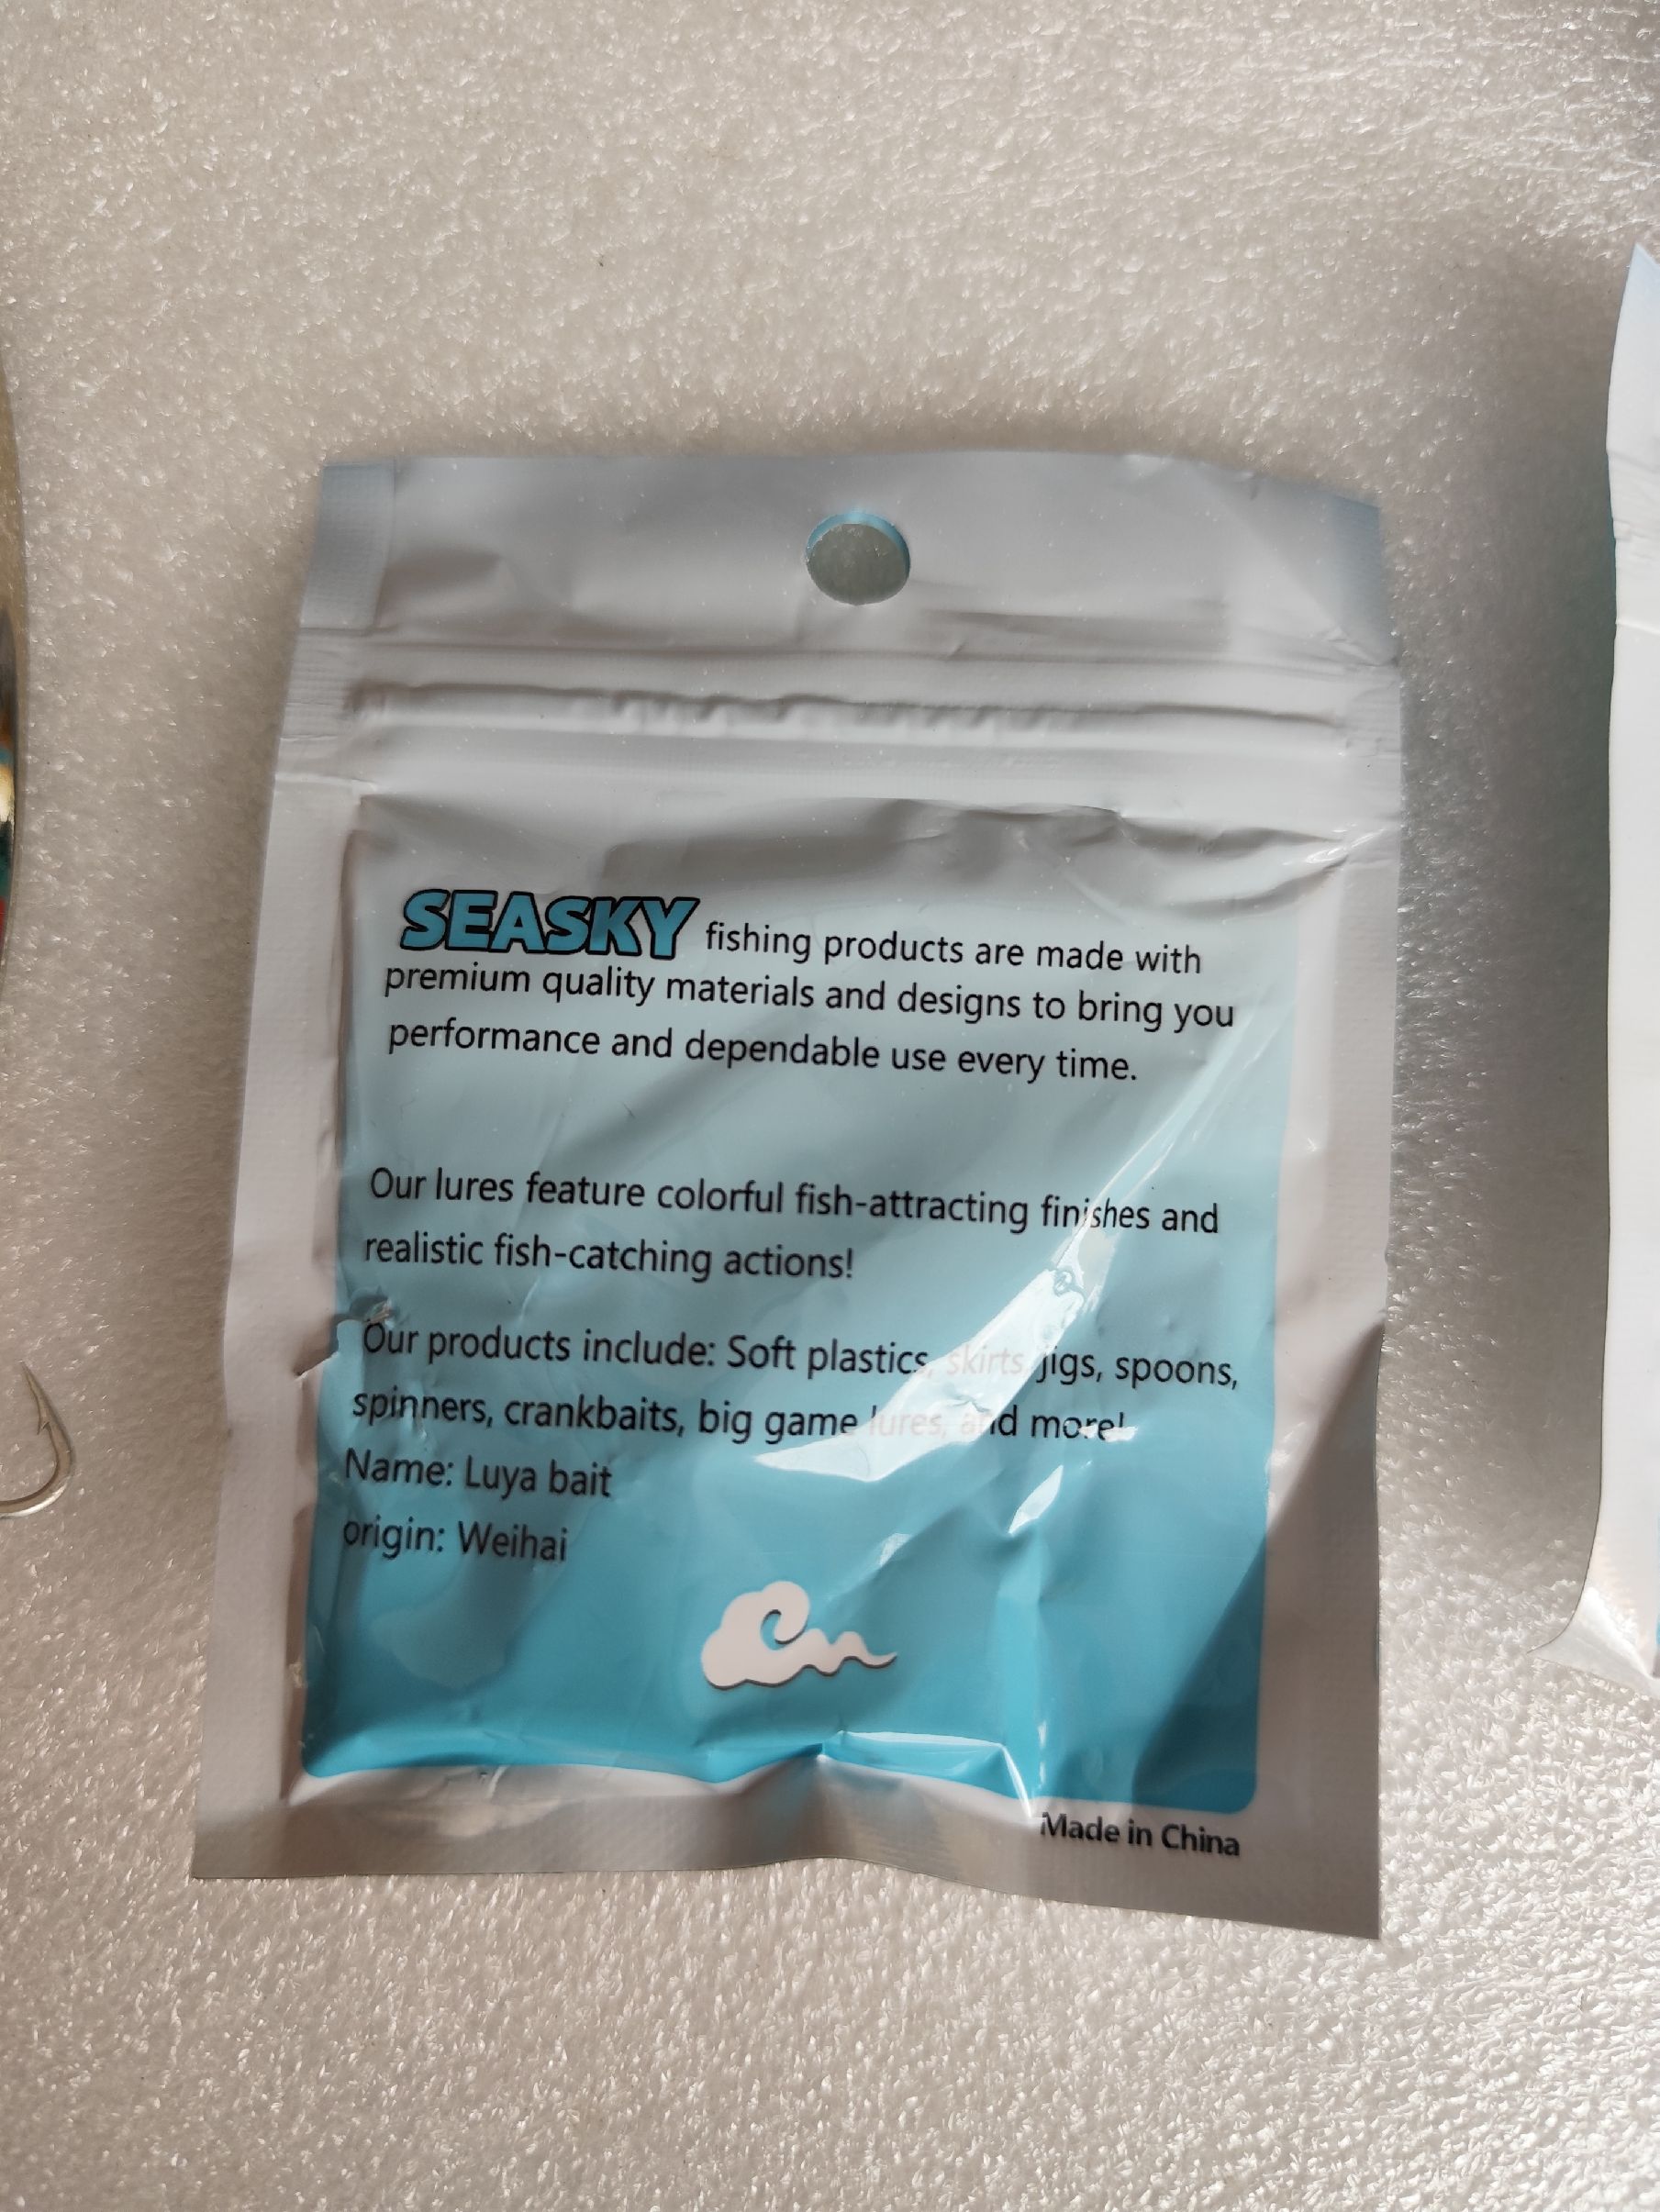 SEASKY fishing products are made with
premium quality materials and designs to bring you
performance and dependable use every time.
Our lures feature colorful fish-attracting finishes and
realistic fish-catching actions!
Our products include: Soft plastics, skirts, jigs, spoons,
spinners, crankbaits, big game lures, and more!
Name: Luya bait
origin: Weihai
Made in China